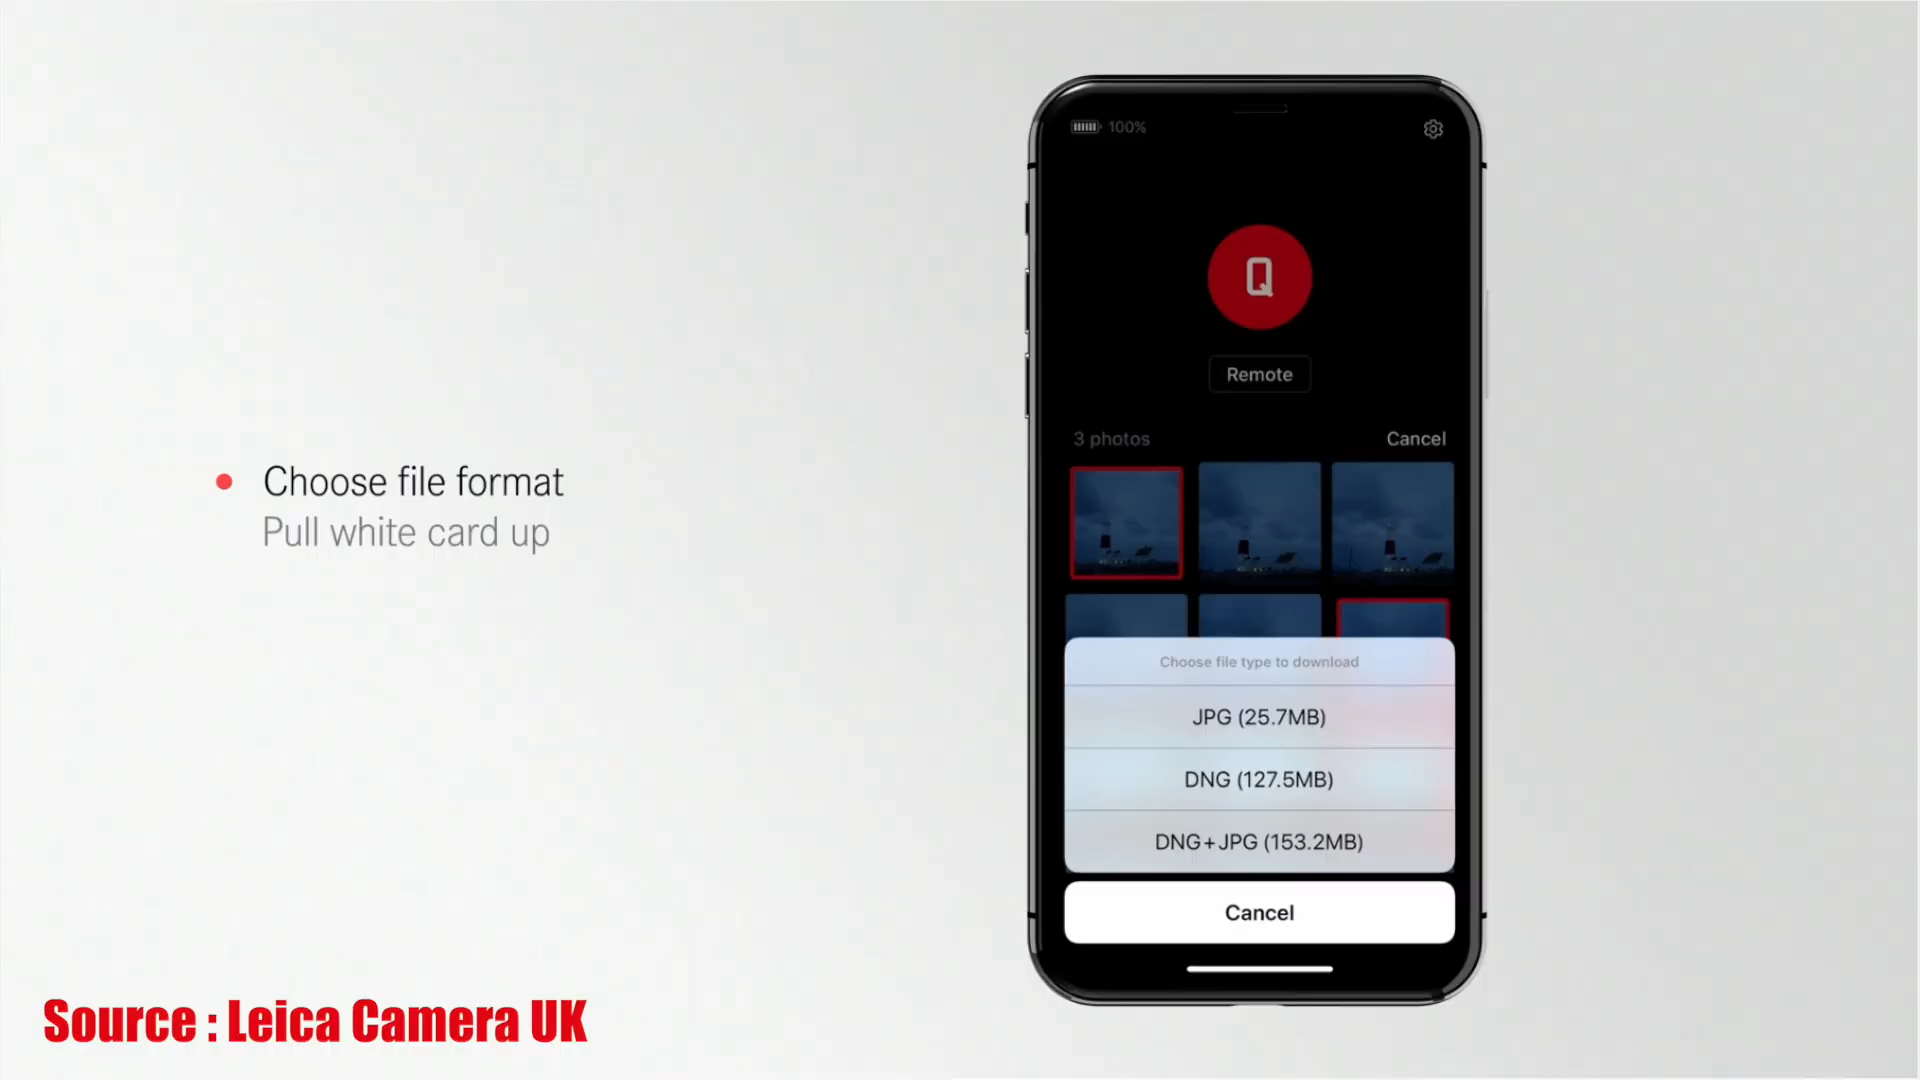 Choose file format
Pull white card up
100%
Q
Remote
3 photos
Cancel
Choose file type to download
JPG (25.7MB)
DNG (127.5MB)
DNG+JPG (153.2MB)
Cancel
Source : Leica Camera UK